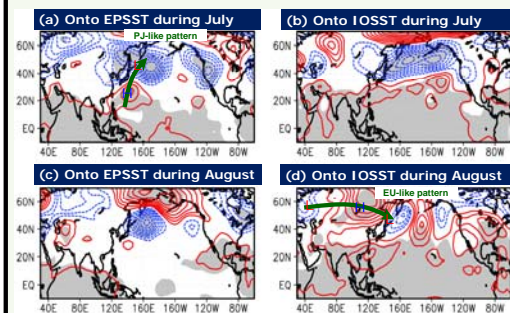 (a) Onto EPSST during July
PJ-like pattern
60N
40N
20N
EQ
40E 80E 120E 160E 160W 120W 80W
(b) Onto IOSST during July
60N
40N
20N
EQ
40E 80E 120E 160E 160W 120W 80W
(c) Onto EPSST during August
60N
40N
20N
EQ
40E 80E 120E 160E 160W 120W 80W
(d) Onto IOSST during August
EU-like pattern
60N
40N
20N
EQ
40E 80E 120E 160E 160W 120W 80W